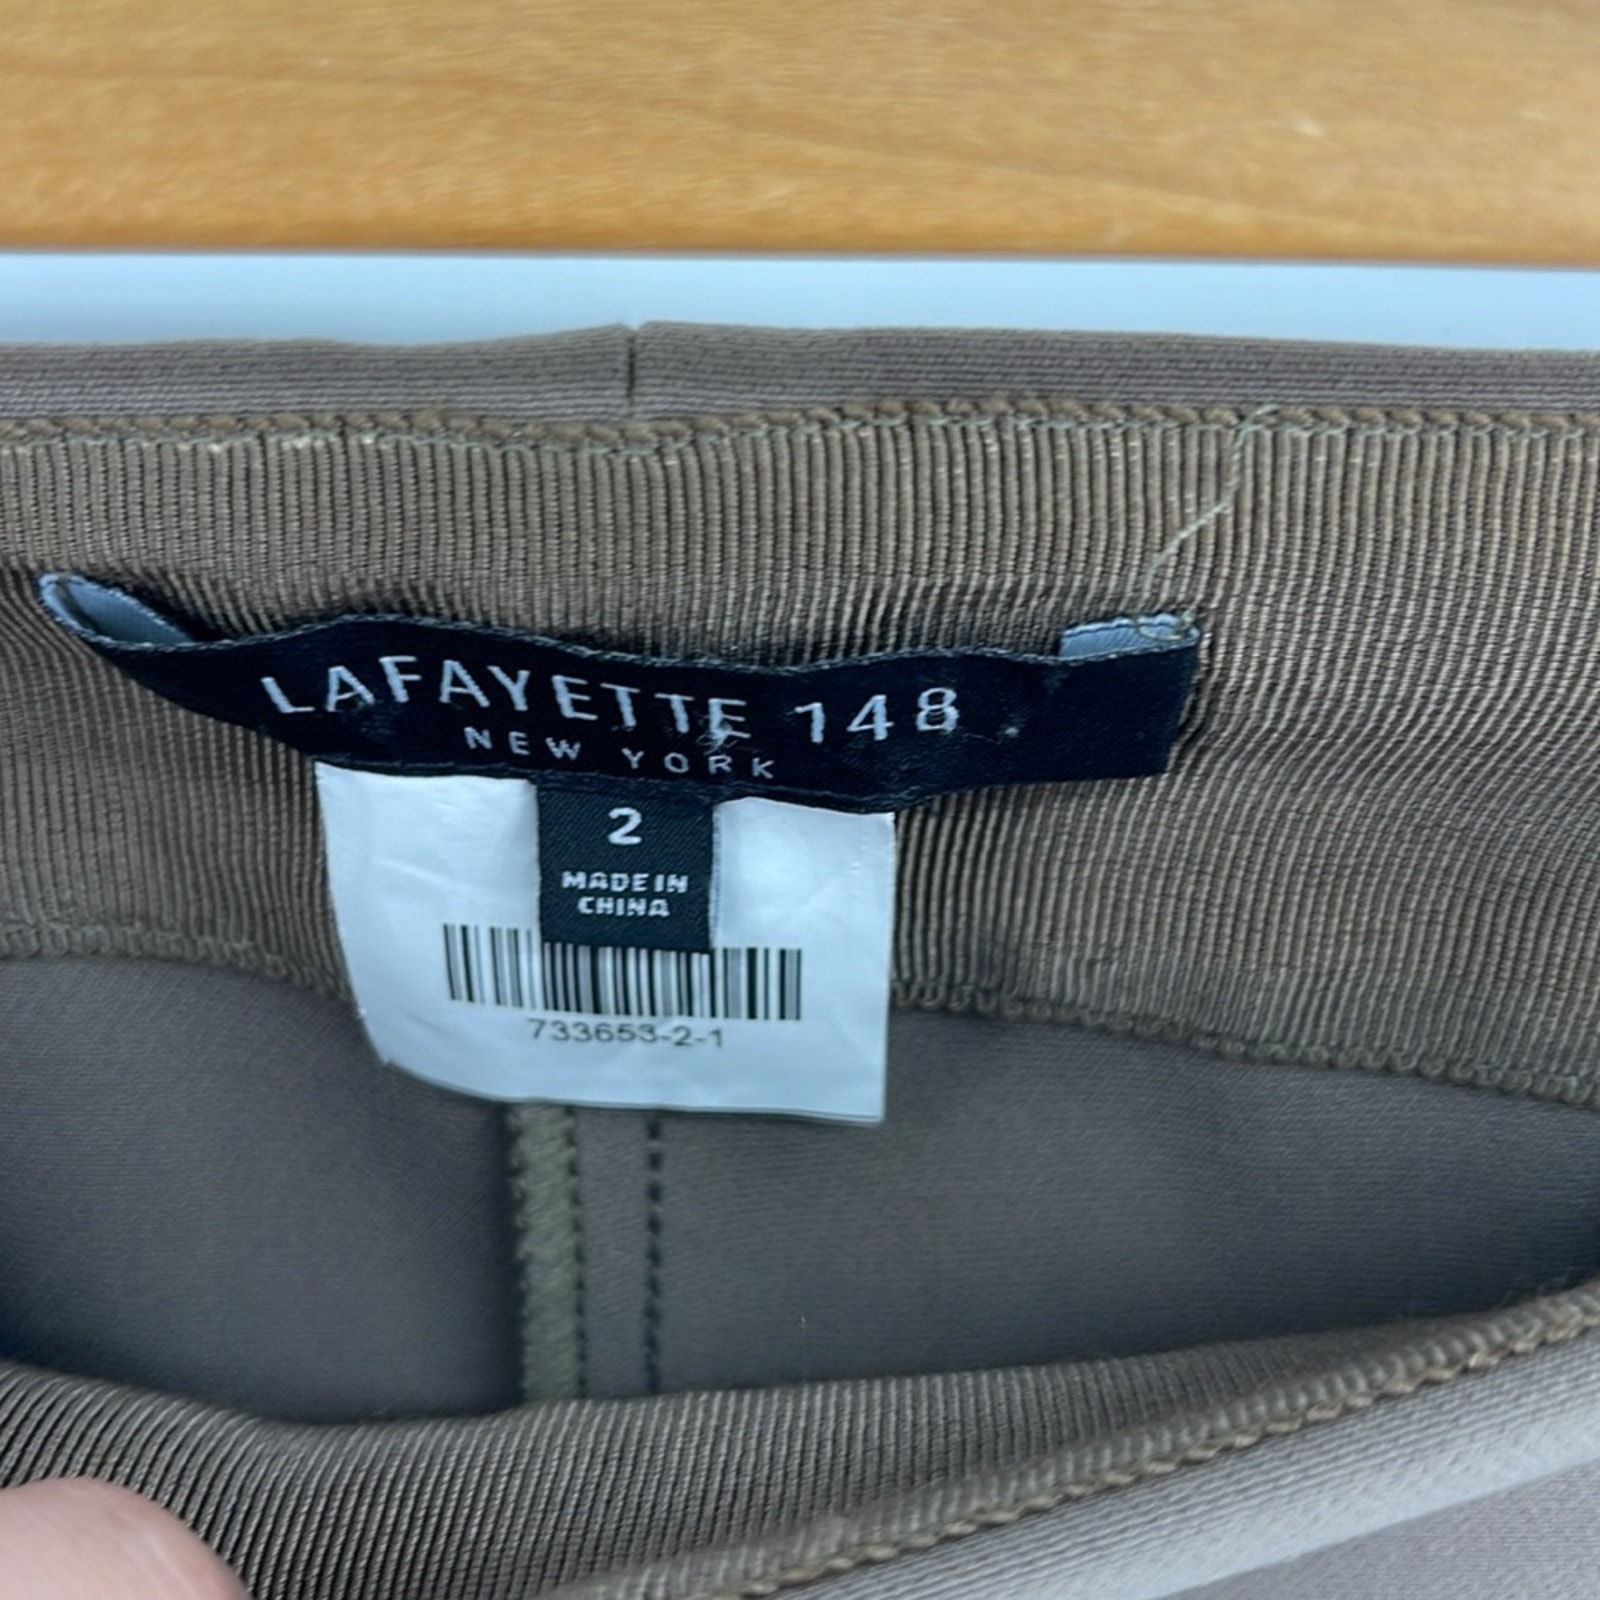 LAFAYETTE 148
NEW YORK
2
MADE IN
CHINA
733653-2-1